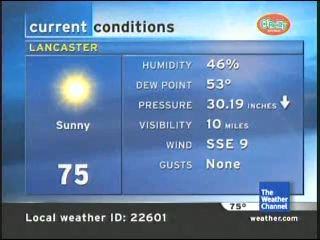 current conditions
LANCASTER
HUMIDITY 46%
DEW POINT 53°
PRESSURE 30.19 INCHES
Sunny
VISIBILITY 10 MILES
WIND SSE 9
75
GUSTS None
75°
The
Weather
Channel
Local weather ID: 22601
weather.com